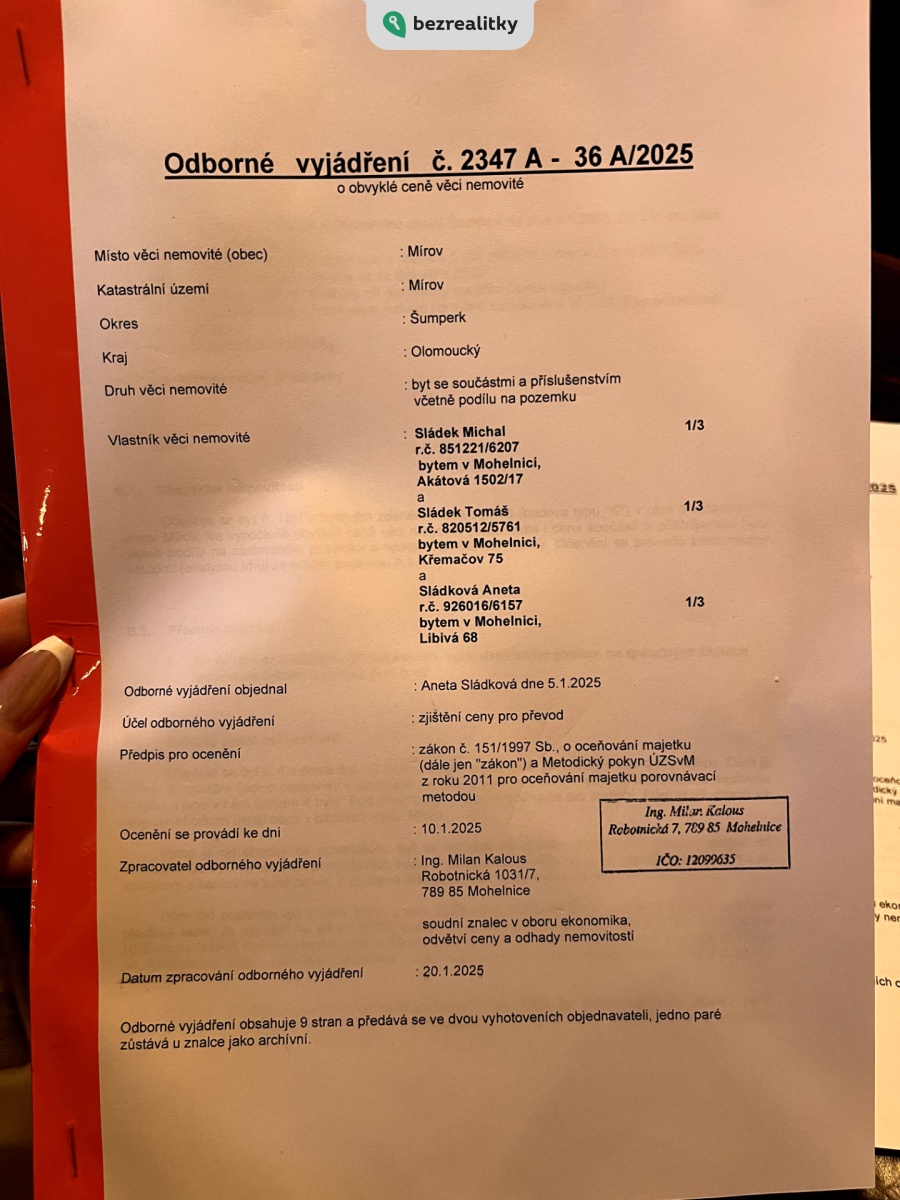 bezrealitky
Odborné vyjádření č. 2347 A - 36 A/2025
o obvyklé ceně věci nemovité
Místo věci nemovité (obec) : Mírov
Katastrální území : Mírov
Okres : Šumperk
Kraj : Olomoucký
Druh věci nemovité : byt se součástmi a příslušenstvím
včetně podílu na pozemku
Vlastník věci nemovité : Sládek Michal 1/3
r.č. 851221/6207
bytem v Mohelnici,
Akátová 1502/17
a
Sládek Tomáš 1/3
r.č. 820512/5761
bytem v Mohelnici,
Křemačov 75
a
Sládková Aneta
r.č. 926016/6157 1/3
bytem v Mohelnici,
Libivá 68
Odborné vyjádření objednal : Aneta Sládková dne 5.1.2025
Účel odborného vyjádření : zjištění ceny pro převod
Předpis pro ocenění : zákon č. 151/1997 Sb., o oceňování majetku
(dále jen "zákon") a Metodický pokyn ÚZSvM
z roku 2011 pro oceňování majetku porovnávací
metodou
Ing. Milan Kalous
Robotnická 7, 789 85 Mohelnice
IČO: 12099635
Ocenění se provádí ke dni : 10.1.2025
Zpracovatel odborného vyjádření : Ing. Milan Kalous
Robotnická 1031/7,
789 85 Mohelnice
soudní znalec v oboru ekonomika,
odvětví ceny a odhady nemovitostí
Datum zpracování odborného vyjádření : 20.1.2025
Odborné vyjádření obsahuje 9 stran a předává se ve dvou vyhotoveních objednavateli, jedno paré
zůstává u znalce jako archívní.